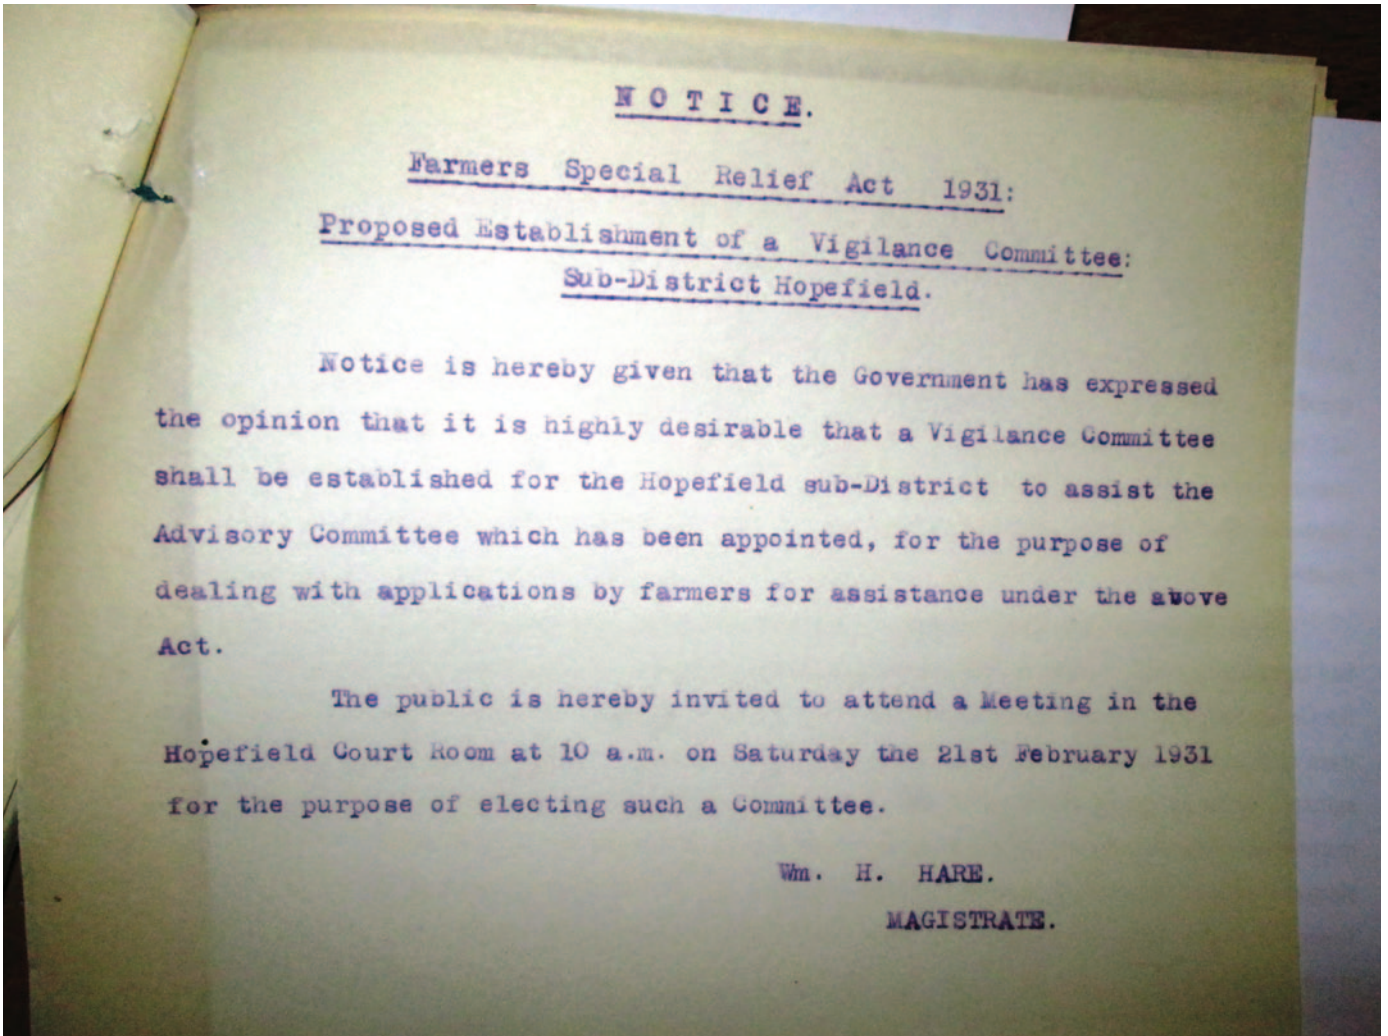 NOTICE.
Farmers Special Relief Act 1931:
Proposed Establishment of a Vigilance Committee:
Sub-District Hopefield.
Notice is hereby given that the Government has expressed
the opinion that it is highly desirable that a Vigilance Committee
shall be established for the Hopefield sub-District to assist the
Advisory Committee which has been appointed, for the purpose of
dealing with applications by farmers for assistance under the above
Act.
The public is hereby invited to attend a Meeting in the
Hopefield Court Room at 10 a.m. on Saturday the 21st February 1931
for the purpose of electing such a Committee.
Wm. H. HARE.
MAGISTRATE.